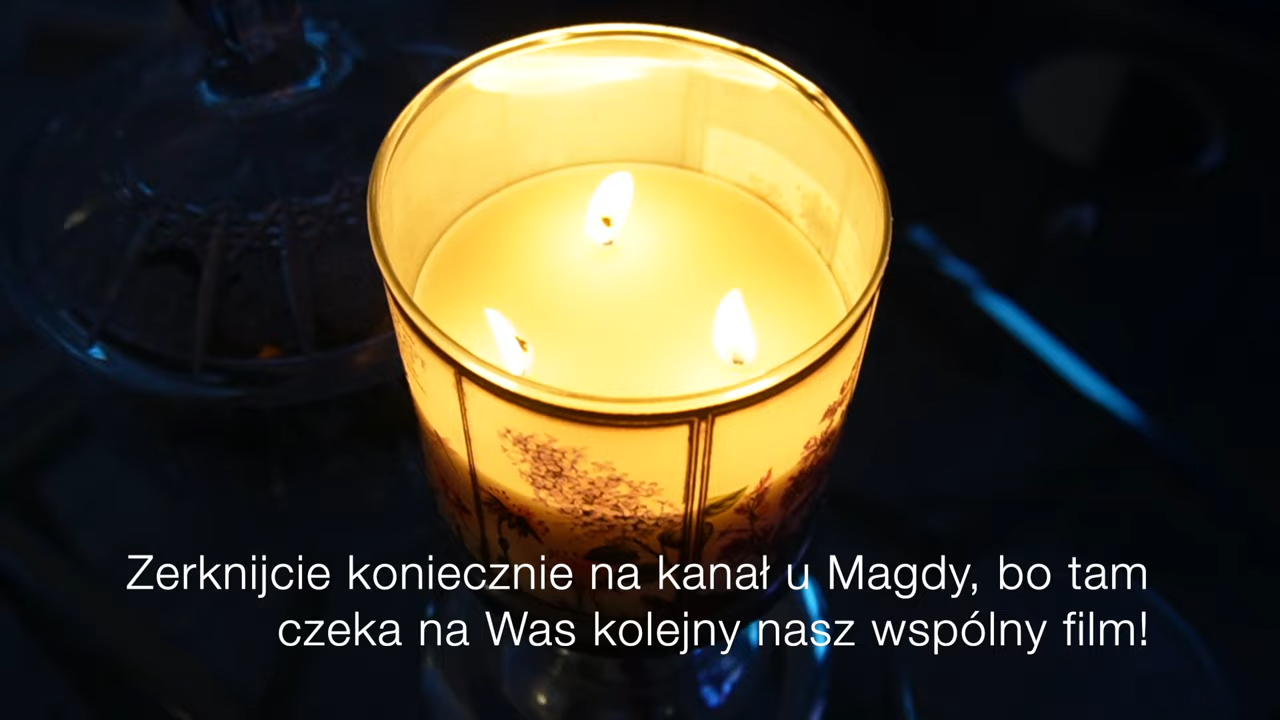 Zerknijcie koniecznie na kanał u Magdy, bo tam
czeka na Was kolejny nasz wspólny film!